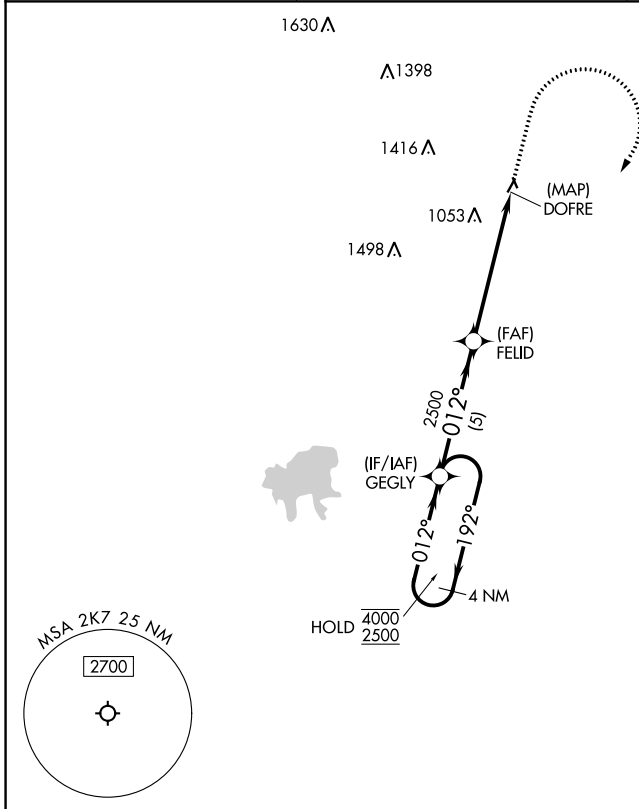 1630
1398
1416
(MAP)
DOFRE
1053
1498
(FAF)
FELID
2500
012°
(5)
(IF/IAF)
GEGLY
012°
192°
4 NM
HOLD 4000
2500
MSA 2K7 25 NM
2700